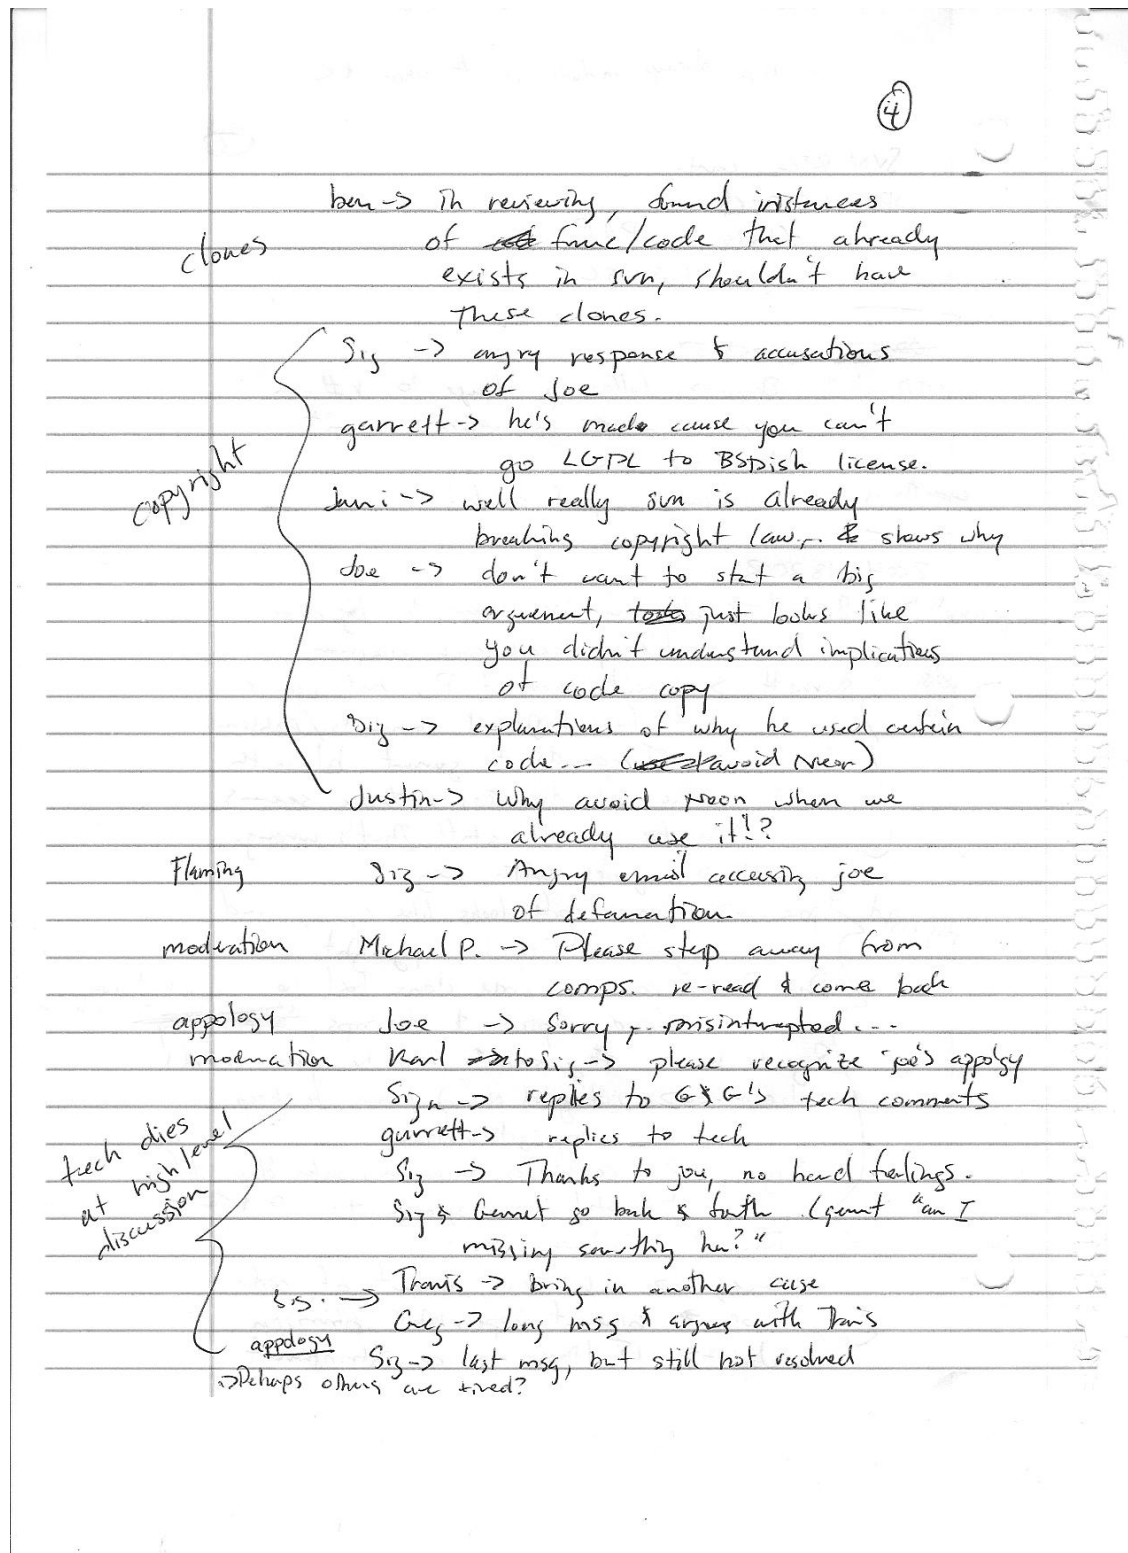 4
ben -> in reviewing, found instances
clones
of func/code that already
exists in svn, shouldn't have
these clones.
Sig -> angry response & accusations
of Joe
garrett -> he's made cause you can't
go LGPL to BSDish license.
copyright
Jani -> well really svn is already
breaking copyright law... & shows why
Joe -> don't want to start a big
arguement, just looks like
you didn't understand implications
of code copy
Sig -> explanations of why he used certain
code... (avoid Neon)
Justin -> Why avoid Neon when we
already use it!?
Flaming Sig -> Angry email accusing joe
of defamation.
moderation Michael P. -> Please step away from
comps. re-read & come back
appology Joe -> Sorry, misinterpted...
moderation Karl to Sig -> please recognize joe's appolgy
Sig -> replies to G&G's tech comments
garrett -> replies to tech
tech dies
at high level
discussion
Sig -> Thanks to joe, no hard feelings.
Sig & Garret go back & forth (garret "am I
missing something here?"
Travis -> bring in another case
Sig. ->
Greg -> long msg & argues with Travis
appology Sig -> last msg, but still not resolved
->Perhaps others are tired?